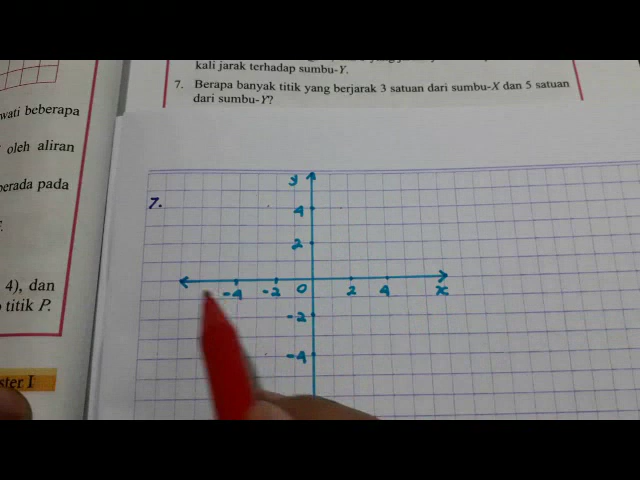 kali jarak terhadap sumbu-Y.
7. Berapa banyak titik yang berjarak 3 satuan dari sumbu-X dan 5 satuan
dari sumbu-Y?
wati beberapa
oleh aliran
berada pada
4), dan
titik P.
ster I
7.
y
4
2
-4 -2 0 2 4 x
-2
-4